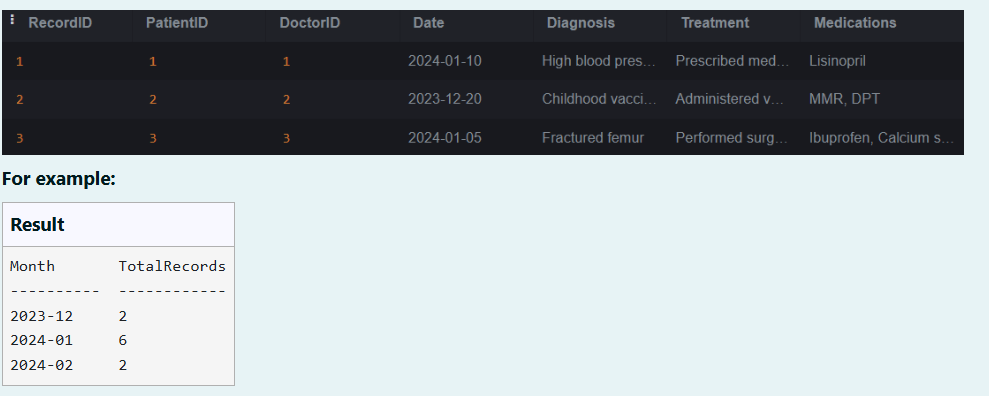 RecordID PatientID DoctorID Date Diagnosis Treatment Medications
1 1 1 2024-01-10 High blood pres... Prescribed med... Lisinopril
2 2 2 2023-12-20 Childhood vacci... Administered v... MMR, DPT
3 3 3 2024-01-05 Fractured femur Performed surg... Ibuprofen, Calcium s...
For example:
Result
Month TotalRecords
---------- ------------
2023-12 2
2024-01 6
2024-02 2